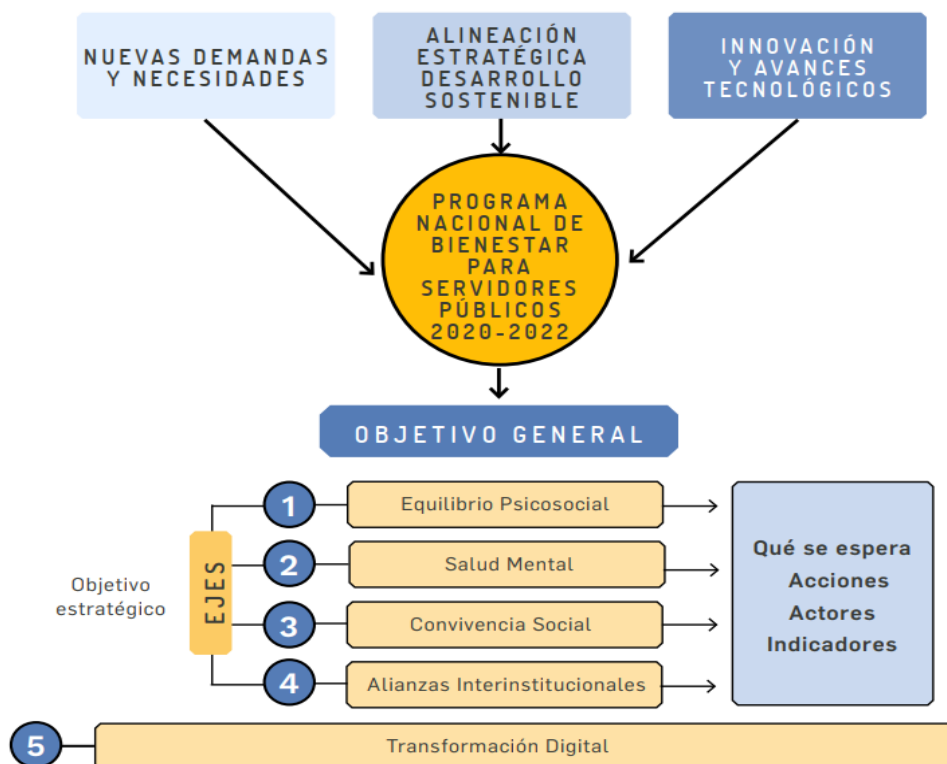 NUEVAS DEMANDAS
Y NECESIDADES
ALINEACIÓN
ESTRATÉGICA
DESARROLLO
SOSTENIBLE
INNOVACIÓN
Y AVANCES
TECNOLÓGICOS
PROGRAMA
NACIONAL DE
BIENESTAR
PARA
SERVIDORES
PÚBLICOS
2020-2022
OBJETIVO GENERAL
Objetivo
estratégico
EJES
1
Equilibrio Psicosocial
2
Salud Mental
3
Convivencia Social
4
Alianzas Interinstitucionales
Qué se espera
Acciones
Actores
Indicadores
5
Transformación Digital